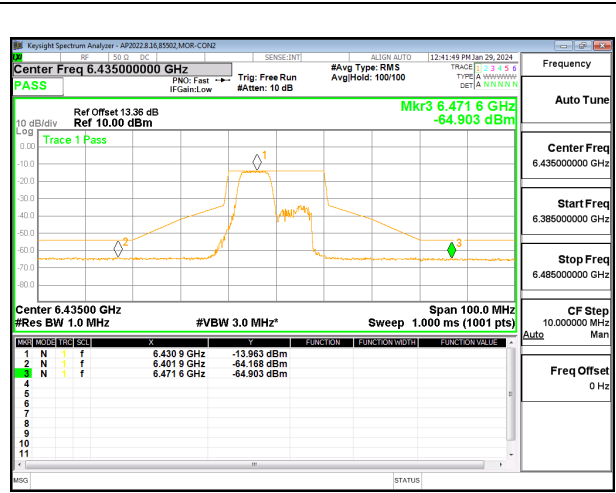 Keysight Spectrum Analyzer - AP2022.8.16,85502,MOR-CON2
RF 50 Ω DC SENSE:INT ALIGN AUTO 12:41:49 PM Jan 29, 2024
Center Freq 6.435000000 GHz #Avg Type: RMS TRACE 1 2 3 4 5 6
PNO: Fast Trig: Free Run Avg|Hold: 100/100 TYPE A WWWWW
PASS IFGain:Low #Atten: 10 dB DET A N N N N N
Mkr3 6.471 6 GHz
Ref Offset 13.36 dB
10 dB/div Ref 10.00 dBm -64.903 dBm
Log
Trace 1 Pass
0.00
-10.0
-20.0
-30.0
-40.0
-50.0
-60.0
-70.0
-80.0
1
2
3
Center 6.43500 GHz Span 100.0 MHz
#Res BW 1.0 MHz #VBW 3.0 MHz* Sweep 1.000 ms (1001 pts)
MKR MODE TRC SCL X Y FUNCTION FUNCTION WIDTH FUNCTION VALUE
1 N 1 f 6.430 9 GHz -13.963 dBm
2 N 1 f 6.401 9 GHz -64.168 dBm
3 N 1 f 6.471 6 GHz -64.903 dBm
4
5
6
7
8
9
10
11
MSG STATUS
Frequency
Auto Tune
Center Freq
6.435000000 GHz
Start Freq
6.385000000 GHz
Stop Freq
6.485000000 GHz
CF Step
10.000000 MHz
Auto Man
Freq Offset
0 Hz